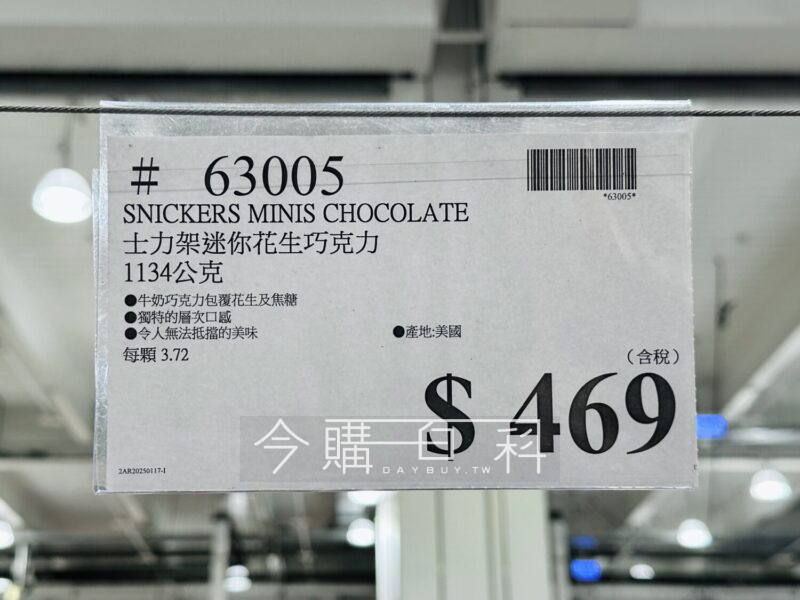 # 63005
*63005*
SNICKERS MINIS CHOCOLATE
士力架迷你花生巧克力
1134公克
●牛奶巧克力包覆花生及焦糖
●獨特的層次口感
●令人無法抵擋的美味
●產地:美國
每顆 3.72
(含稅)
$ 469
今購百科
DAYBUY.TW
2AR20250117-1